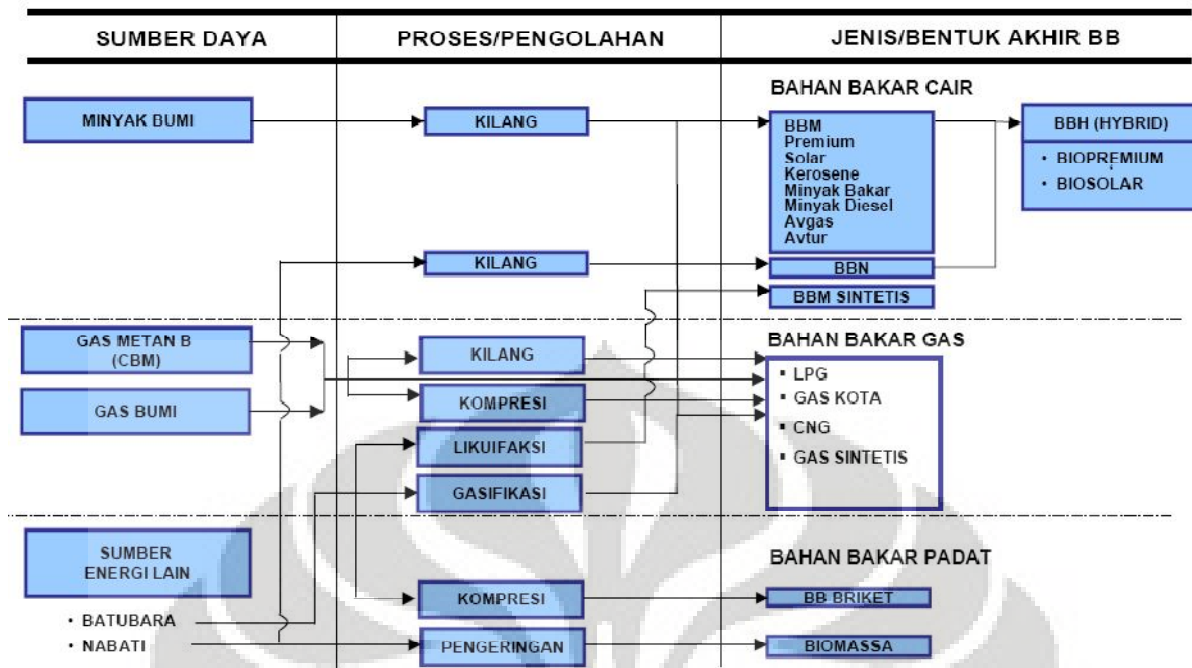 SUMBER DAYA
PROSES/PENGOLAHAN
JENIS/BENTUK AKHIR BB
MINYAK BUMI
KILANG
BAHAN BAKAR CAIR
BBM
Premium
Solar
Kerosene
Minyak Bakar
Minyak Diesel
Avgas
Avtur
BBH (HYBRID)
• BIOPREMIUM
• BIOSOLAR
KILANG
BBN
BBM SINTETIS
GAS METAN B
(CBM)
GAS BUMI
KILANG
KOMPRESI
LIKUIFAKSI
GASIFIKASI
BAHAN BAKAR GAS
▪ LPG
▪ GAS KOTA
▪ CNG
▪ GAS SINTETIS
SUMBER
ENERGI LAIN
• BATUBARA
• NABATI
KOMPRESI
PENGERINGAN
BAHAN BAKAR PADAT
BB BRIKET
BIOMASSA